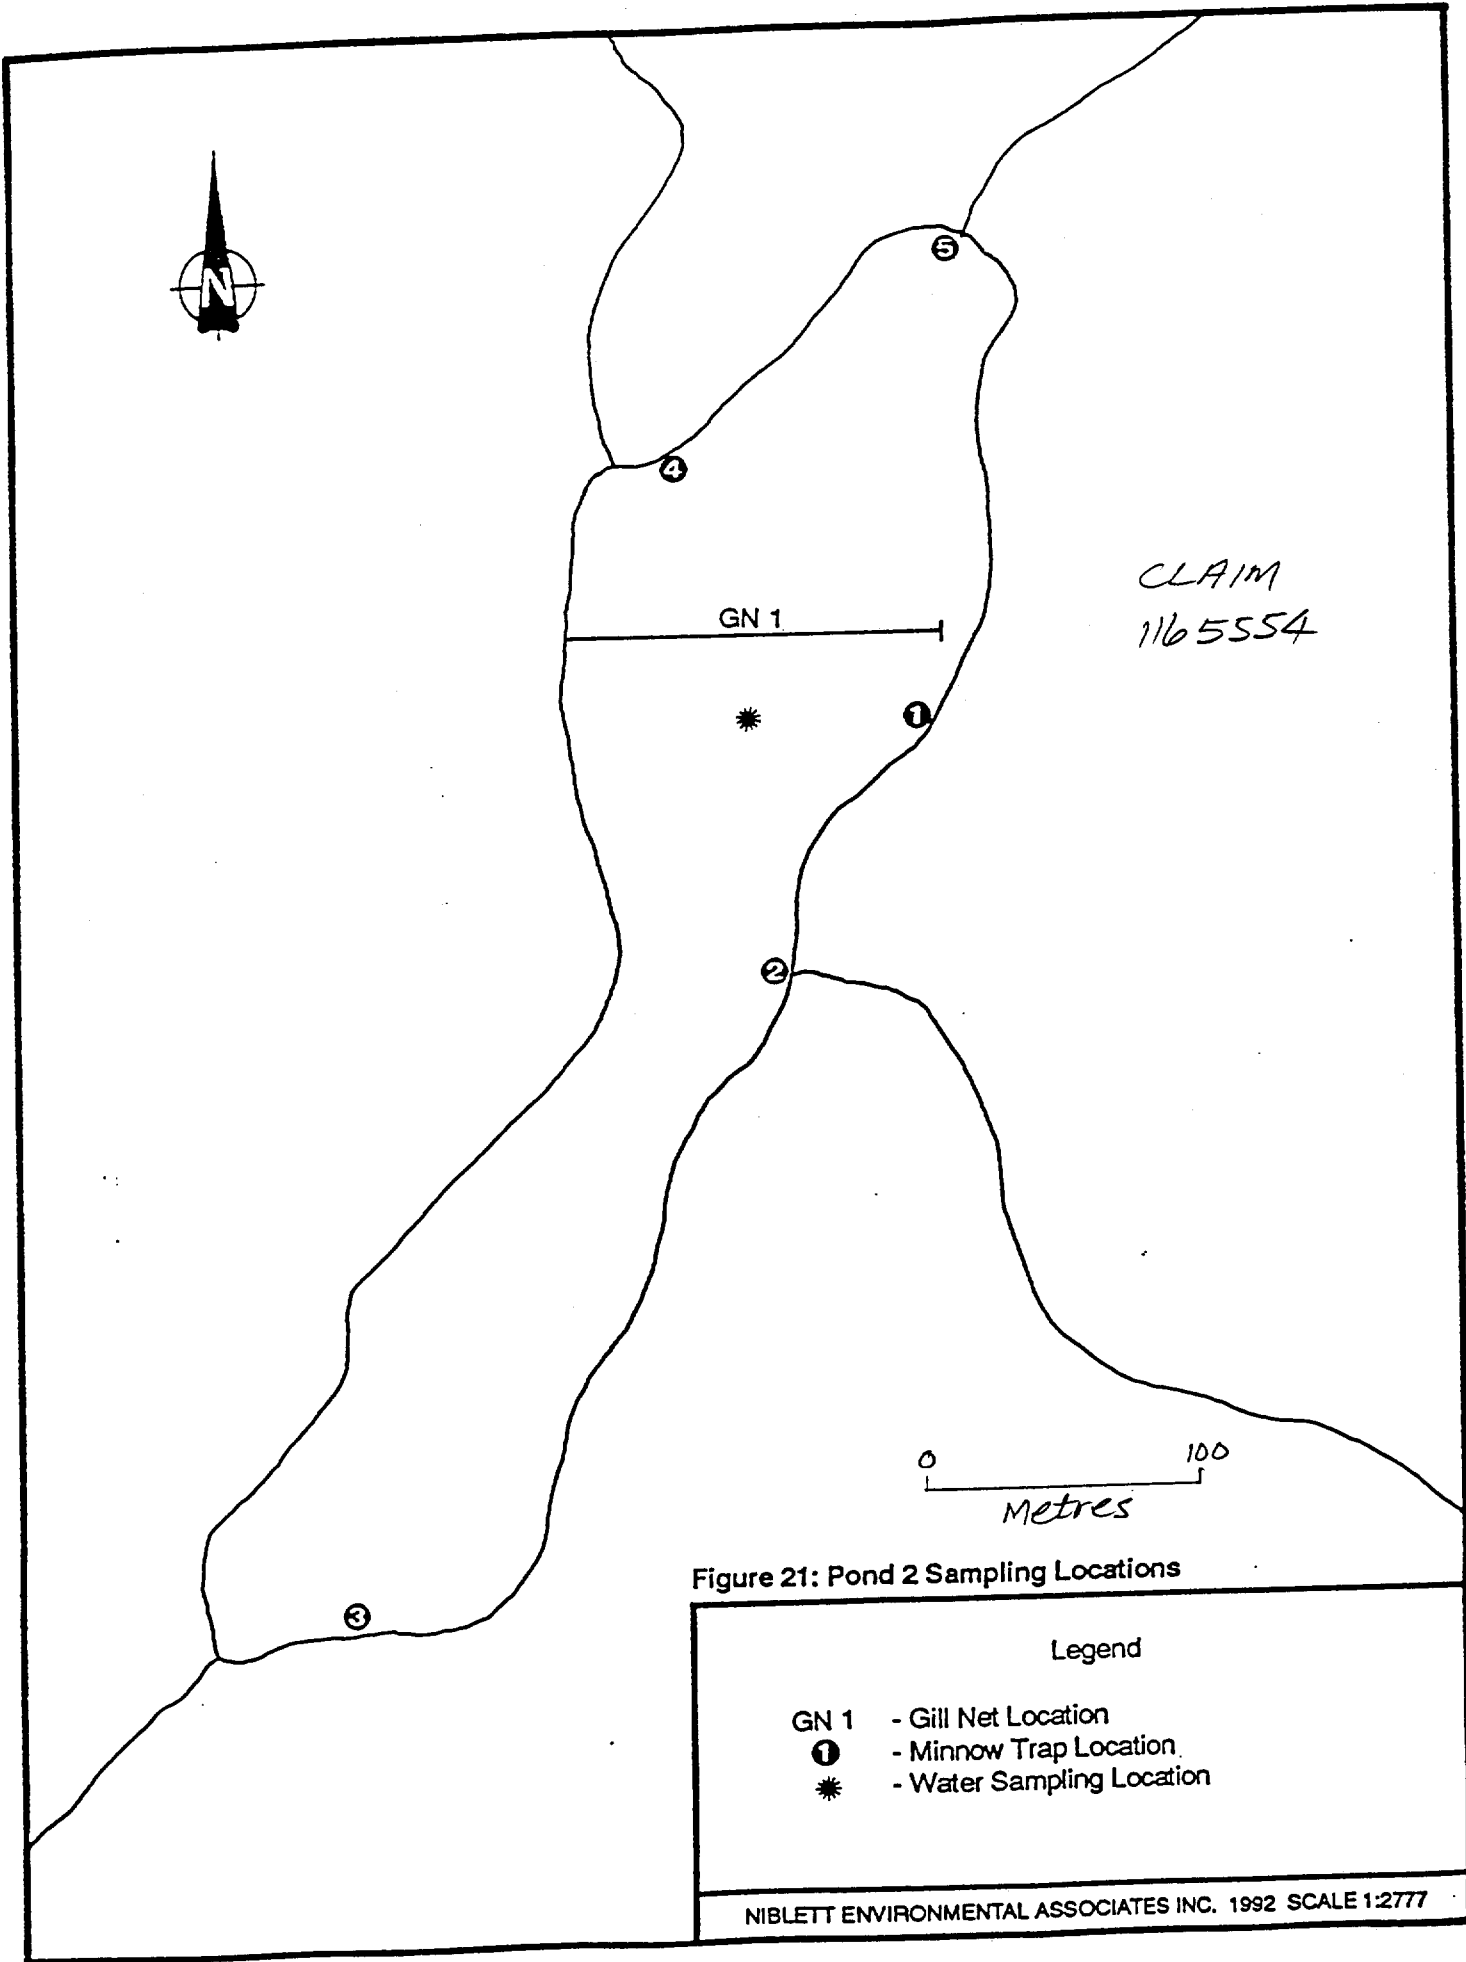 N
5
4
CLAIM
1165554
GN 1
1
2
0 100
Metres
Figure 21: Pond 2 Sampling Locations
3
Legend
GN 1 - Gill Net Location
1 - Minnow Trap Location
- Water Sampling Location
NIBLETT ENVIRONMENTAL ASSOCIATES INC. 1992 SCALE 1:2777